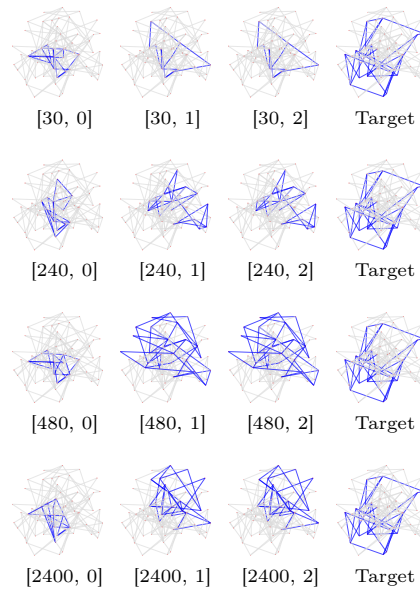 [30, 0] [30, 1] [30, 2] Target
[240, 0] [240, 1] [240, 2] Target
[480, 0] [480, 1] [480, 2] Target
[2400, 0] [2400, 1] [2400, 2] Target